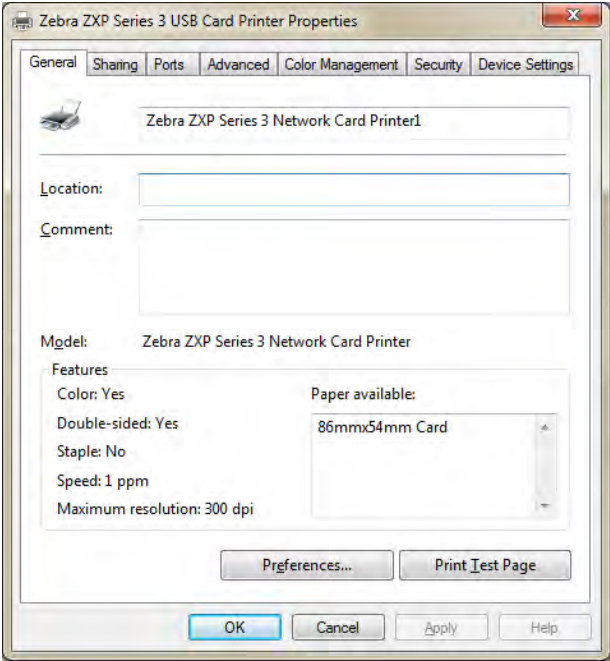 Zebra ZXP Series 3 USB Card Printer Properties
General Sharing Ports Advanced Color Management Security Device Settings
Zebra ZXP Series 3 Network Card Printer1
Location:
Comment:
Model: Zebra ZXP Series 3 Network Card Printer
Features
Color: Yes
Paper available:
Double-sided: Yes
86mmx54mm Card
Staple: No
Speed: 1 ppm
Maximum resolution: 300 dpi
Preferences... Print Test Page
OK Cancel Apply Help